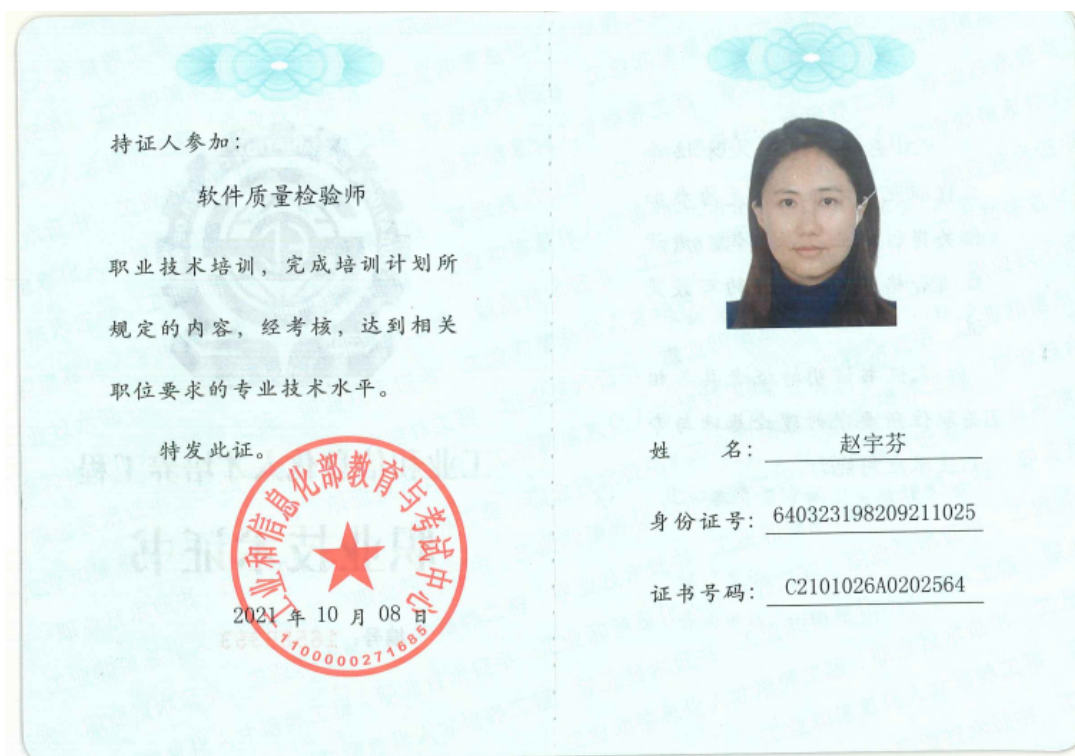 持证人参加：
软件质量检验师
职业技术培训，完成培训计划所
规定的内容，经考核，达到相关
职位要求的专业技术水平。
特发此证。
工业和信息化部教育与考试中心
2021 年 10 月 08 日
1100000271685
姓 名： 赵宇芬
身份证号： 640323198209211025
证书号码： C2101026A0202564